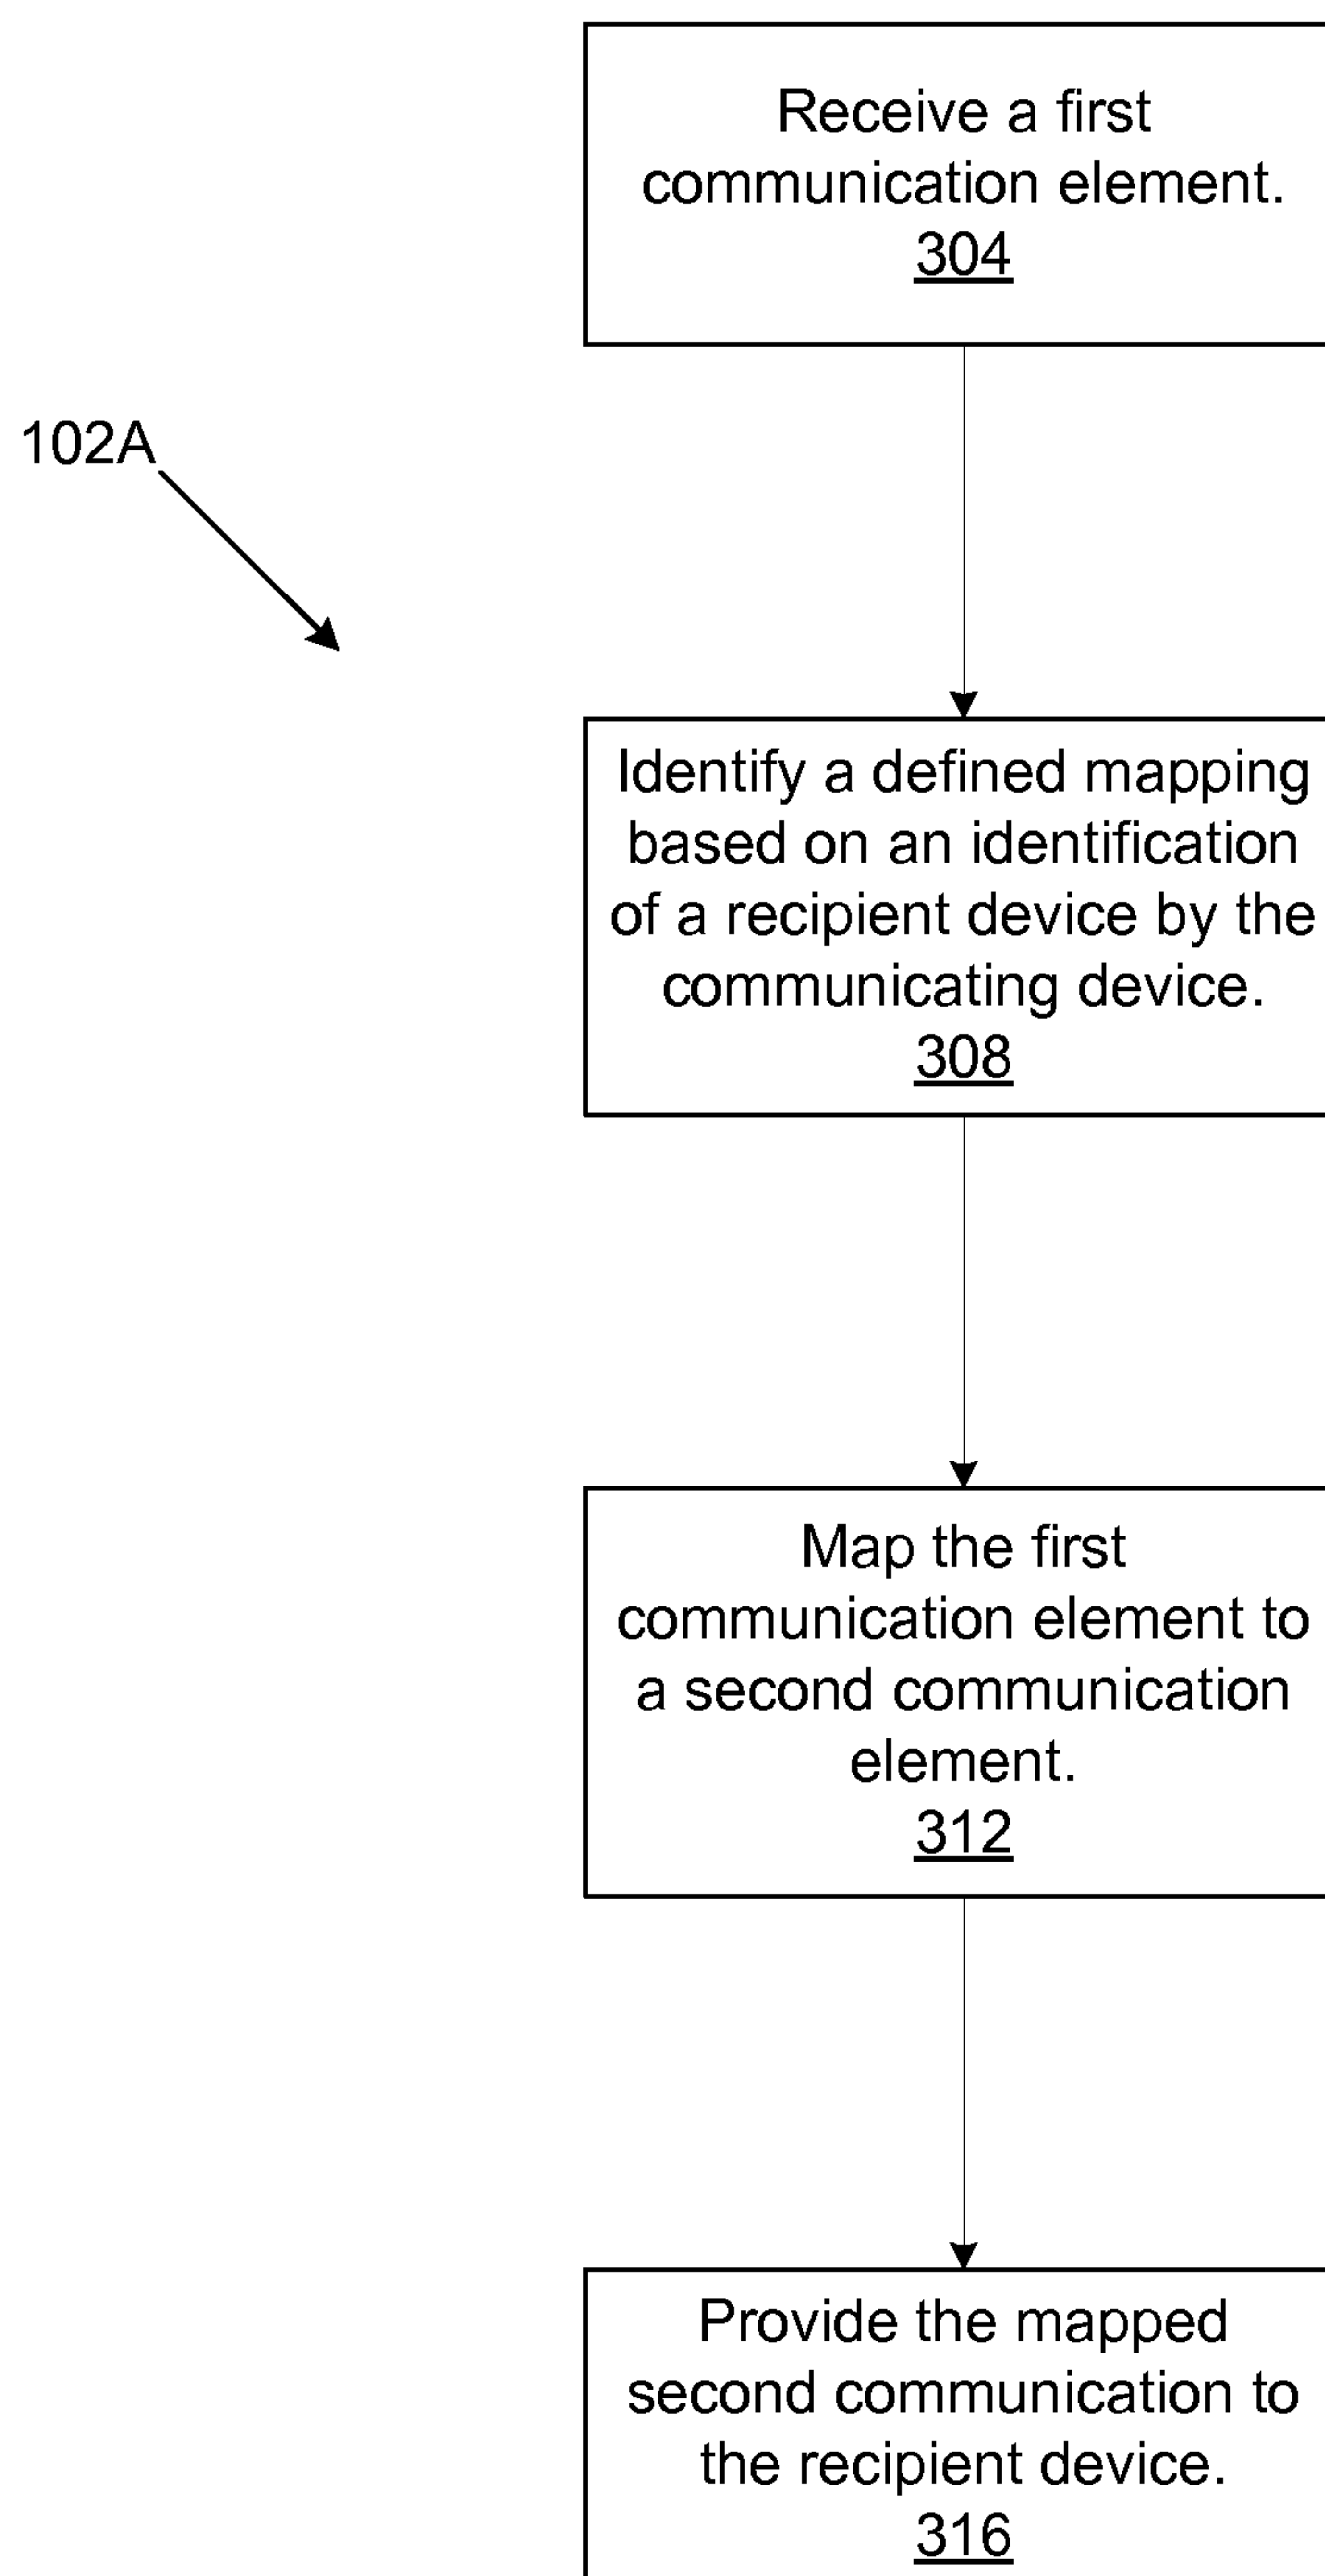 Receive a first
communication element.
304
102A
Identify a defined mapping
based on an identification
of a recipient device by the
communicating device.
308
Map the first
communication element to
a second communication
element.
312
Provide the mapped
second communication to
the recipient device.
316